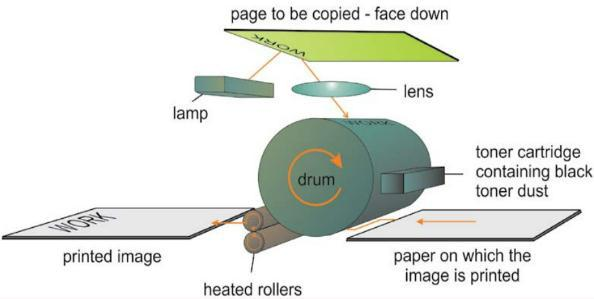 page to be copied - face down
WORK
lens
lamp
WORK
toner cartridge
containing black
toner dust
drum
WORK
printed image
paper on which the
image is printed
heated rollers